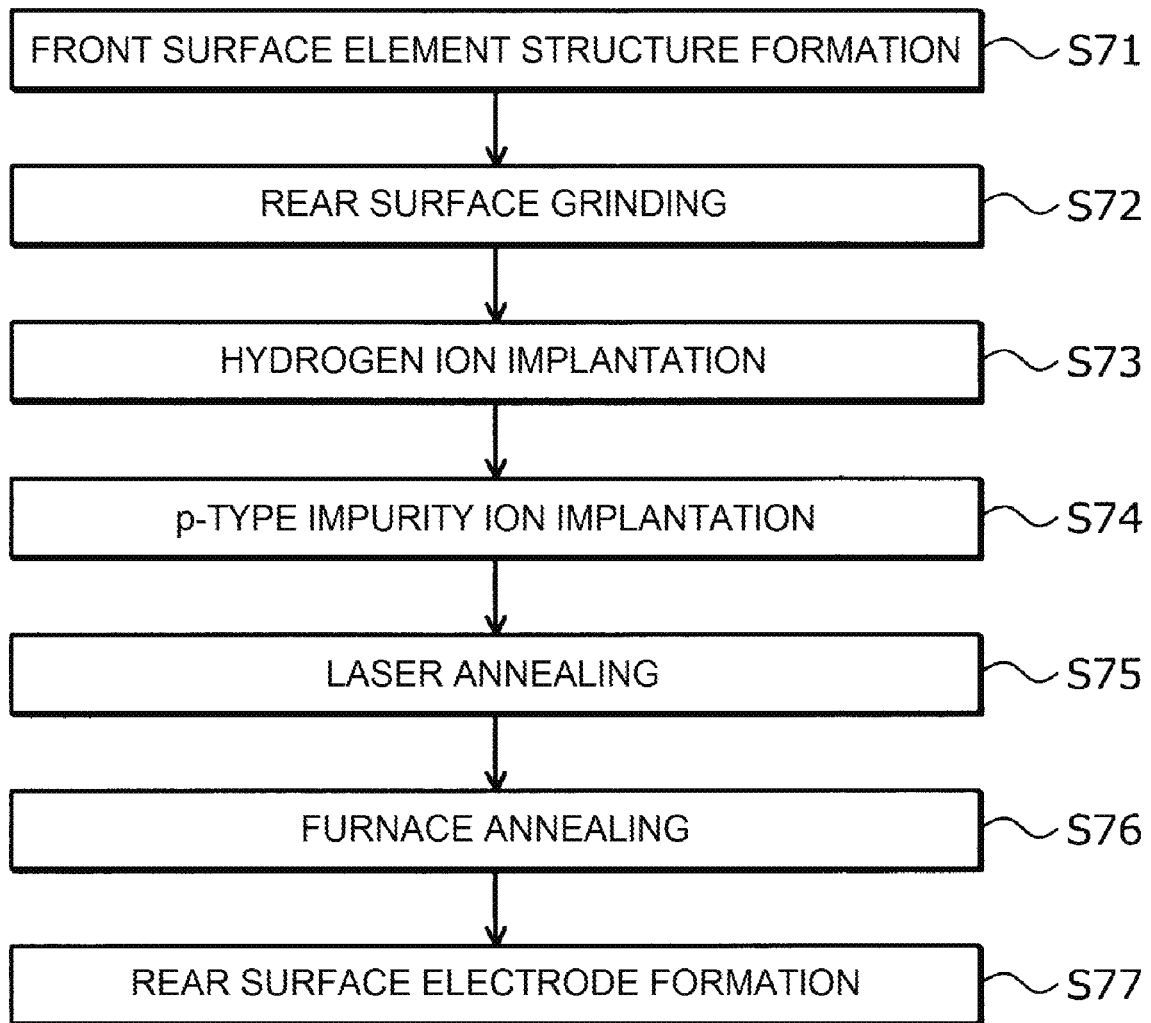 FRONT SURFACE ELEMENT STRUCTURE FORMATION S71
REAR SURFACE GRINDING S72
HYDROGEN ION IMPLANTATION S73
p-TYPE IMPURITY ION IMPLANTATION S74
LASER ANNEALING S75
FURNACE ANNEALING S76
REAR SURFACE ELECTRODE FORMATION S77